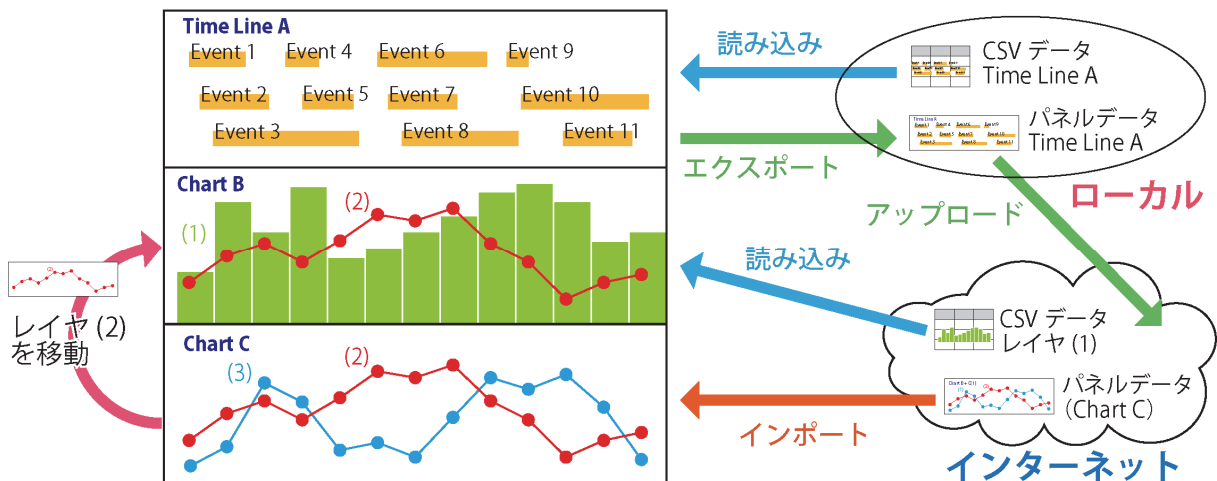 Time Line A
Event 1
Event 4
Event 6
Event 9
Event 2
Event 5
Event 7
Event 10
Event 3
Event 8
Event 11
Chart B
(1)
(2)
Chart C
(3)
(2)
レイヤ (2)
を移動
読み込み
エクスポート
アップロード
読み込み
インポート
CSV データ
Time Line A
パネルデータ
Time Line A
ローカル
CSV データ
レイヤ (1)
パネルデータ
(Chart C)
インターネット